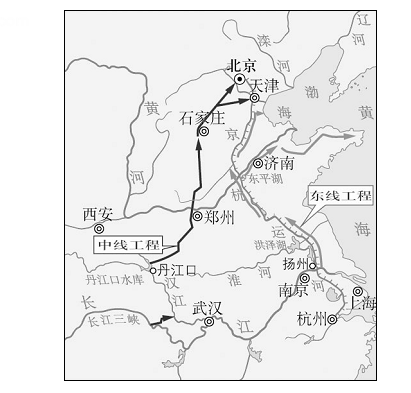 辽
河
滦
河
北京
天津
渤
海
黄
海
黄
河
石家庄
京
杭
运
河
济南
东平湖
东线工程
西安
郑州
中线工程
洪泽湖
扬州
丹江口
丹江口水库
汉
江
淮河
南京
上海
长
江
长江三峡
武汉
杭州